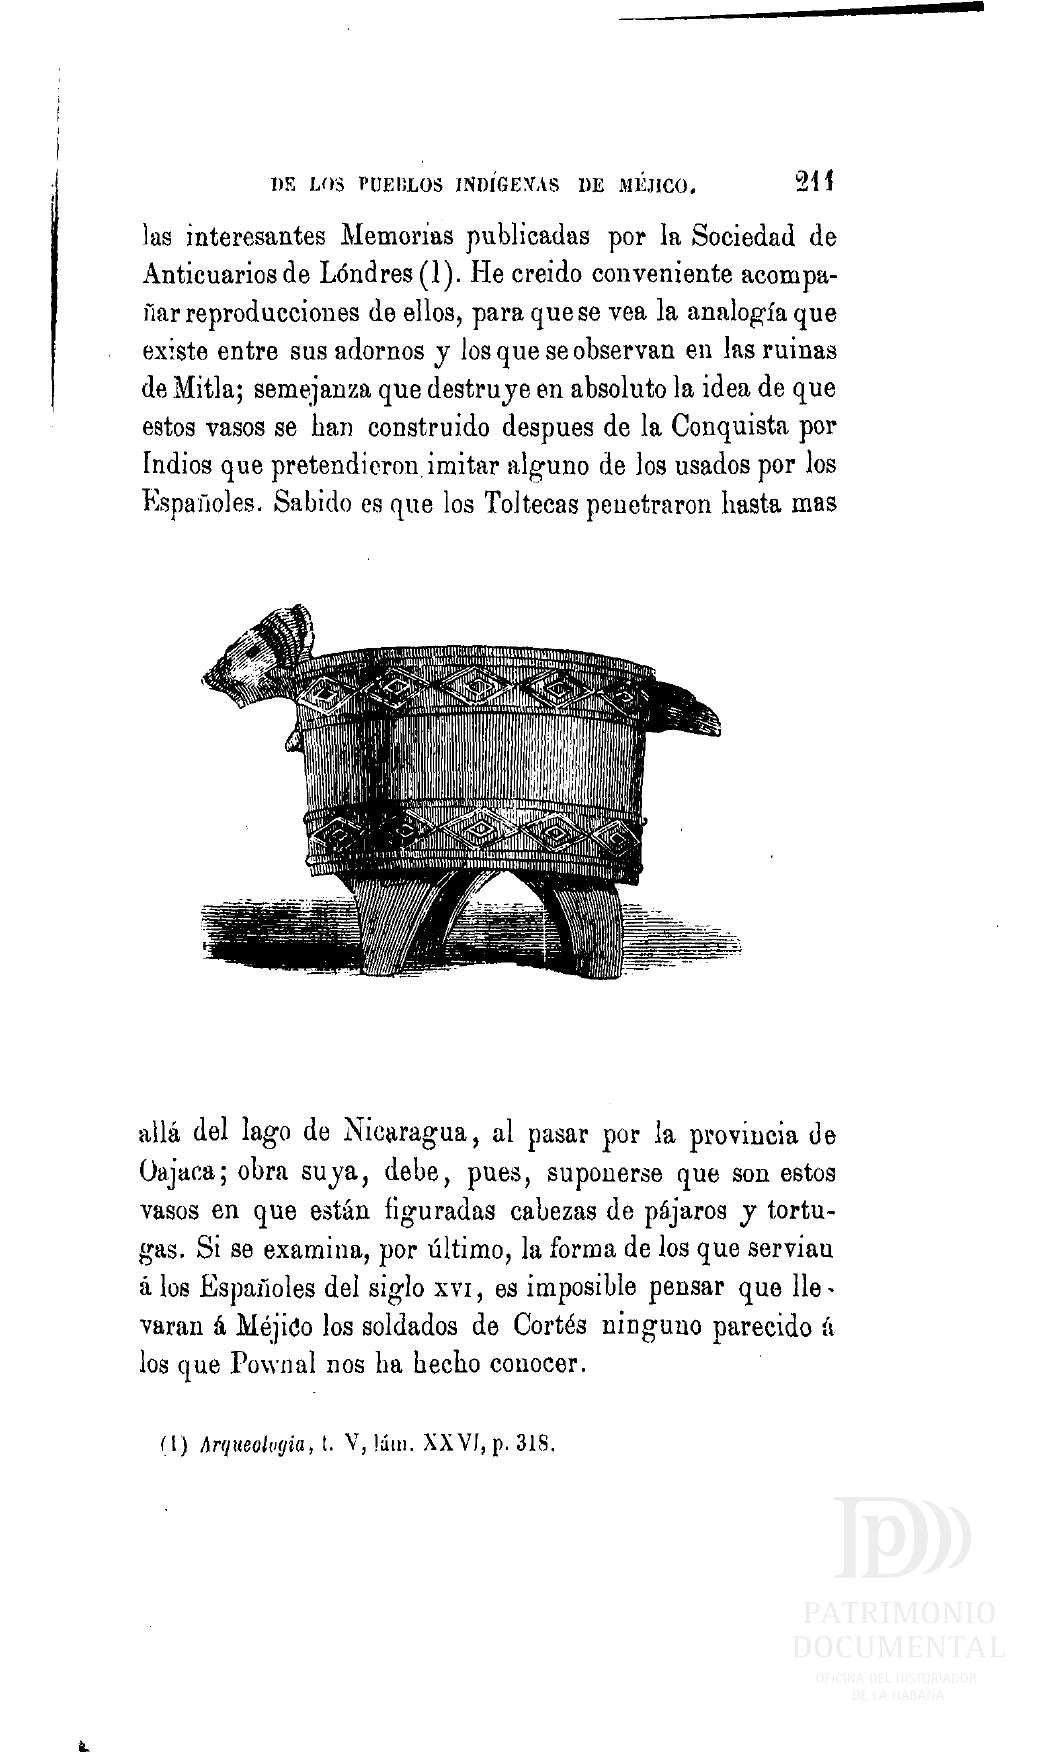 DE LOS PUEBLOS INDÍGENAS DE MÉJICO. 211
las interesantes Memorias publicadas por la Sociedad de
Anticuarios de Lóndres (1). He creido conveniente acompa-
ñar reproducciones de ellos, para que se vea la analogía que
existe entre sus adornos y los que se observan en las ruinas
de Mitla; semejanza que destruye en absoluto la idea de que
estos vasos se han construido despues de la Conquista por
Indios que pretendieron imitar alguno de los usados por los
Españoles. Sabido es que los Toltecas penetraron hasta mas
allá del lago de Nicaragua, al pasar por la provincia de
Oajaca; obra suya, debe, pues, suponerse que son estos
vasos en que están figuradas cabezas de pájaros y tortu-
gas. Si se examina, por último, la forma de los que servian
á los Españoles del siglo XVI, es imposible pensar que lle-
varan á Méjico los soldados de Cortés ninguno parecido á
los que Pownal nos ha hecho conocer.
(1) Arqueologia, t. V, lám. XXVI, p. 318.
PATRIMONIO
DOCUMENTAL
OFICINA DEL HISTORIADOR
DE LA HABANA